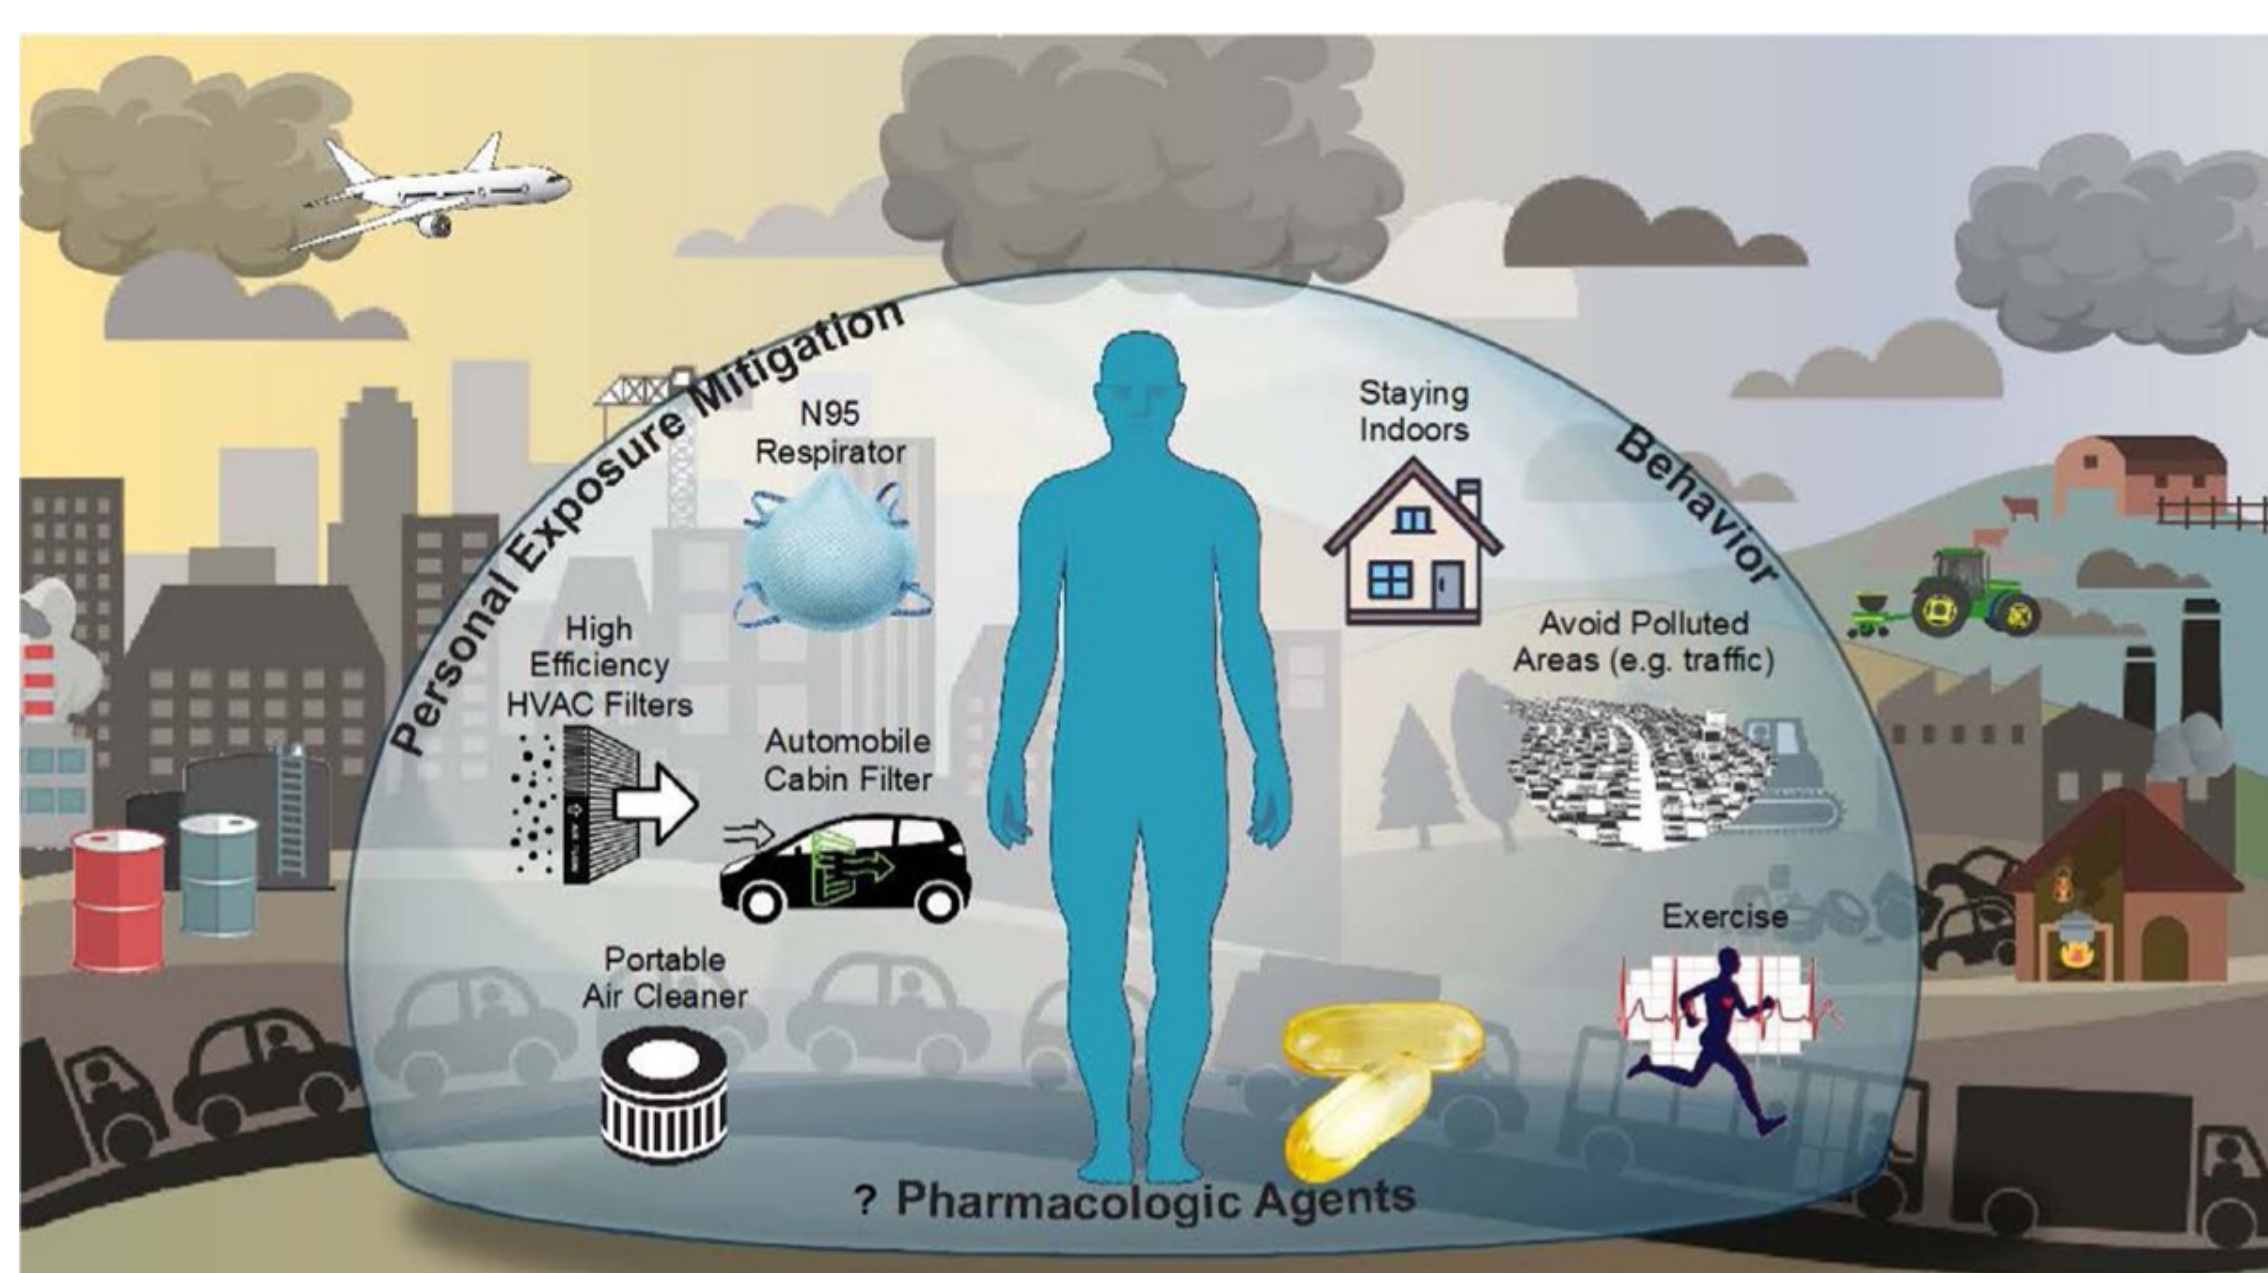 Personal Exposure Mitigation
N95
Respirator
High
Efficiency
HVAC Filters
Automobile
Cabin Filter
Portable
Air Cleaner
Behavior
Staying
Indoors
Avoid Polluted
Areas (e.g. traffic)
Exercise
? Pharmacologic Agents